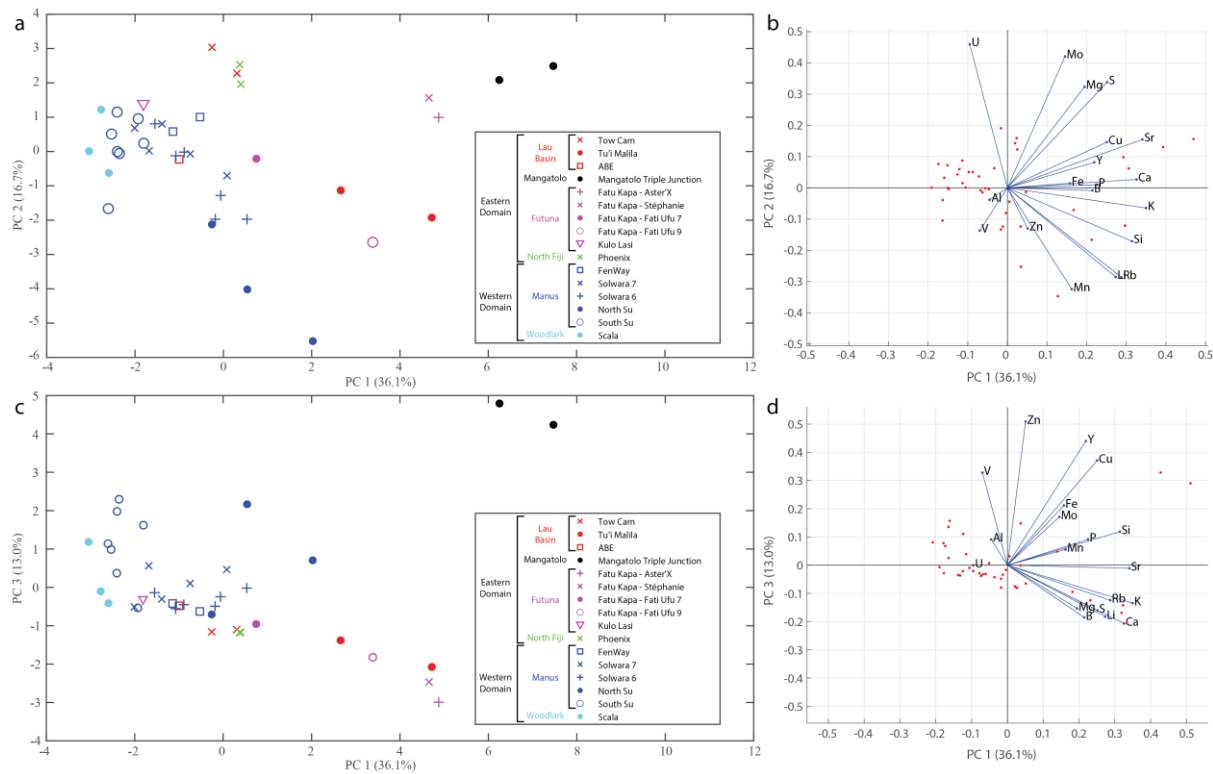 a
4
3
2
1
0
-1
-2
-3
-4
-5
-6
PC 2 (16.7%)
-4 -2 0 2 4 6 8 10 12
PC 1 (36.1%)
Eastern Domain
Western Domain
Lau Basin
Mangatolo
Futuna
North Fiji
Manus
Woodlark
Tow Cam
Tu'i Malila
ABE
Mangatolo Triple Junction
Fatu Kapa - Aster'X
Fatu Kapa - Stéphanie
Fatu Kapa - Fati Ufu 7
Fatu Kapa - Fati Ufu 9
Kulo Lasi
Phoenix
FenWay
Solwara 7
Solwara 6
North Su
South Su
Scala
b
0.5
0.4
0.3
0.2
0.1
0
-0.1
-0.2
-0.3
-0.4
-0.5
PC 2 (16.7%)
U
Mo
Mg
S
Cu
Sr
Y
Fe
P
B
Ca
Al
K
V
Zn
Si
LRb
Mn
-0.5 -0.4 -0.3 -0.2 -0.1 0 0.1 0.2 0.3 0.4 0.5
PC 1 (36.1%)
c
5
4
3
2
1
0
-1
-2
-3
-4
PC 3 (13.0%)
-4 -2 0 2 4 6 8 10 12
PC 1 (36.1%)
Eastern Domain
Western Domain
Lau Basin
Mangatolo
Futuna
North Fiji
Manus
Woodlark
Tow Cam
Tu'i Malila
ABE
Mangatolo Triple Junction
Fatu Kapa - Aster'X
Fatu Kapa - Stéphanie
Fatu Kapa - Fati Ufu 7
Fatu Kapa - Fati Ufu 9
Kulo Lasi
Phoenix
FenWay
Solwara 7
Solwara 6
North Su
South Su
Scala
d
0.5
0.4
0.3
0.2
0.1
0
-0.1
-0.2
-0.3
-0.4
-0.5
PC 3 (13.0%)
Zn
Y
Cu
V
Fe
Mo
Si
Al
P
Mn
U
Sr
Rb
K
Mg
S
B
Li
Ca
-0.5 -0.4 -0.3 -0.2 -0.1 0 0.1 0.2 0.3 0.4 0.5
PC 1 (36.1%)